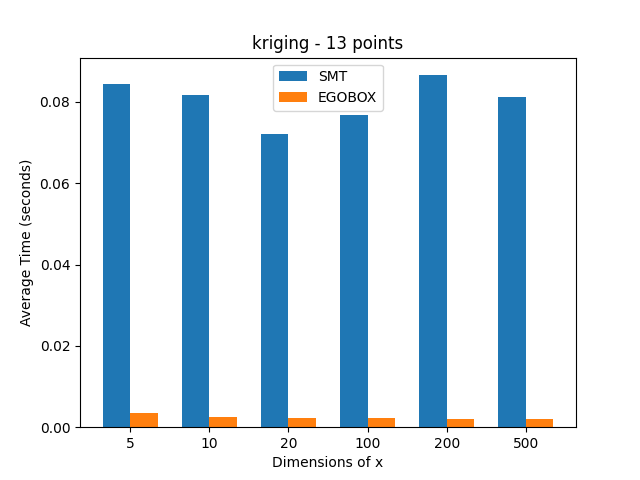 kriging - 13 points
SMT
EGOBOX
Average Time (seconds)
0.08
0.06
0.04
0.02
0.00
5 10 20 100 200 500
Dimensions of x